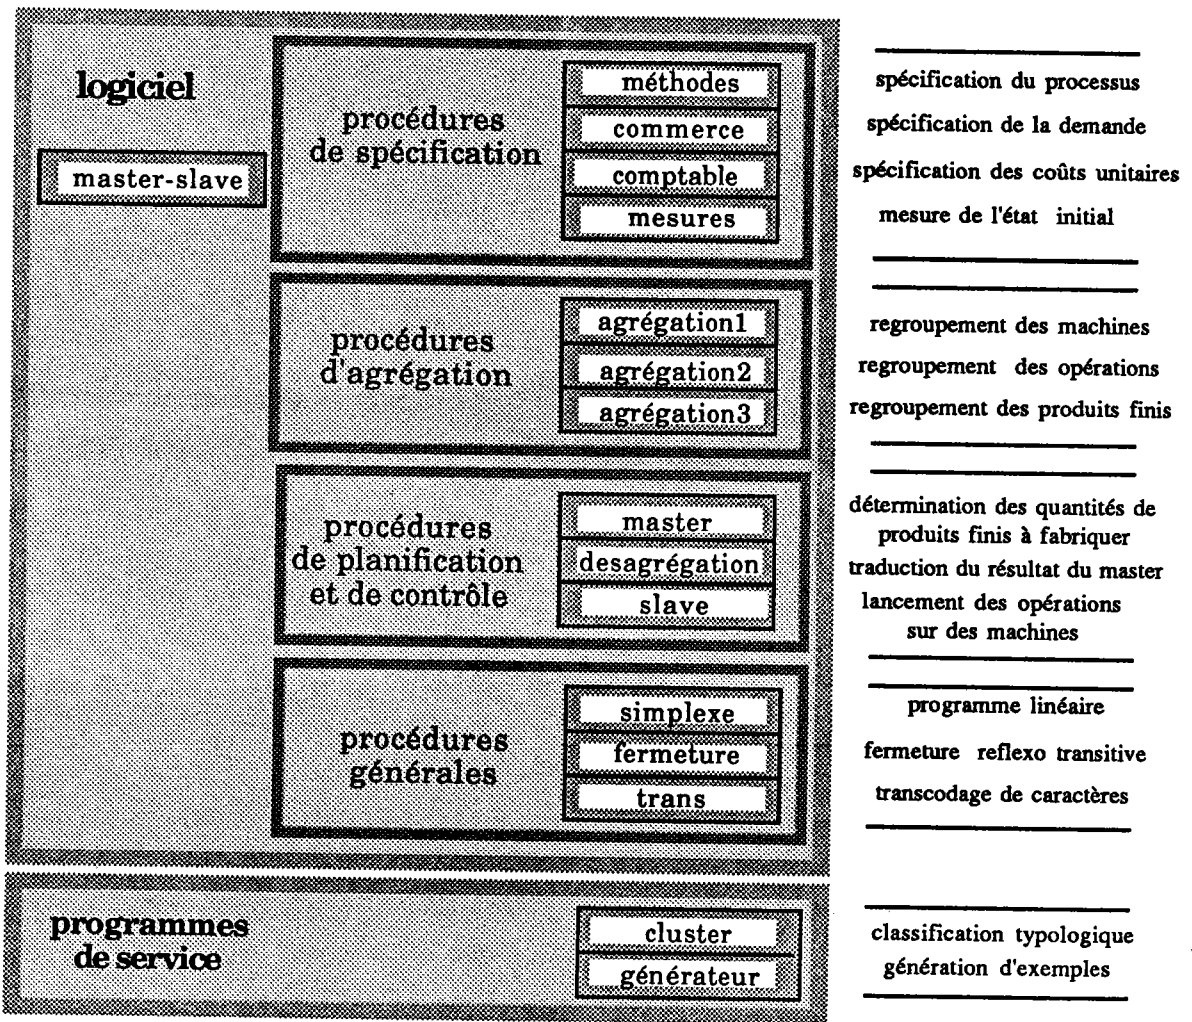 logiciel
master-slave
procédures
de spécification
méthodes
commerce
comptable
mesures
spécification du processus
spécification de la demande
spécification des coûts unitaires
mesure de l'état initial
procédures
d'agrégation
agrégation1
agrégation2
agrégation3
regroupement des machines
regroupement des opérations
regroupement des produits finis
procédures
de planification
et de contrôle
master
desagrégation
slave
détermination des quantités de
produits finis à fabriquer
traduction du résultat du master
lancement des opérations
sur des machines
procédures
générales
simplexe
fermeture
trans
programme linéaire
fermeture reflexo transitive
transcodage de caractères
programmes
de service
cluster
générateur
classification typologique
génération d'exemples